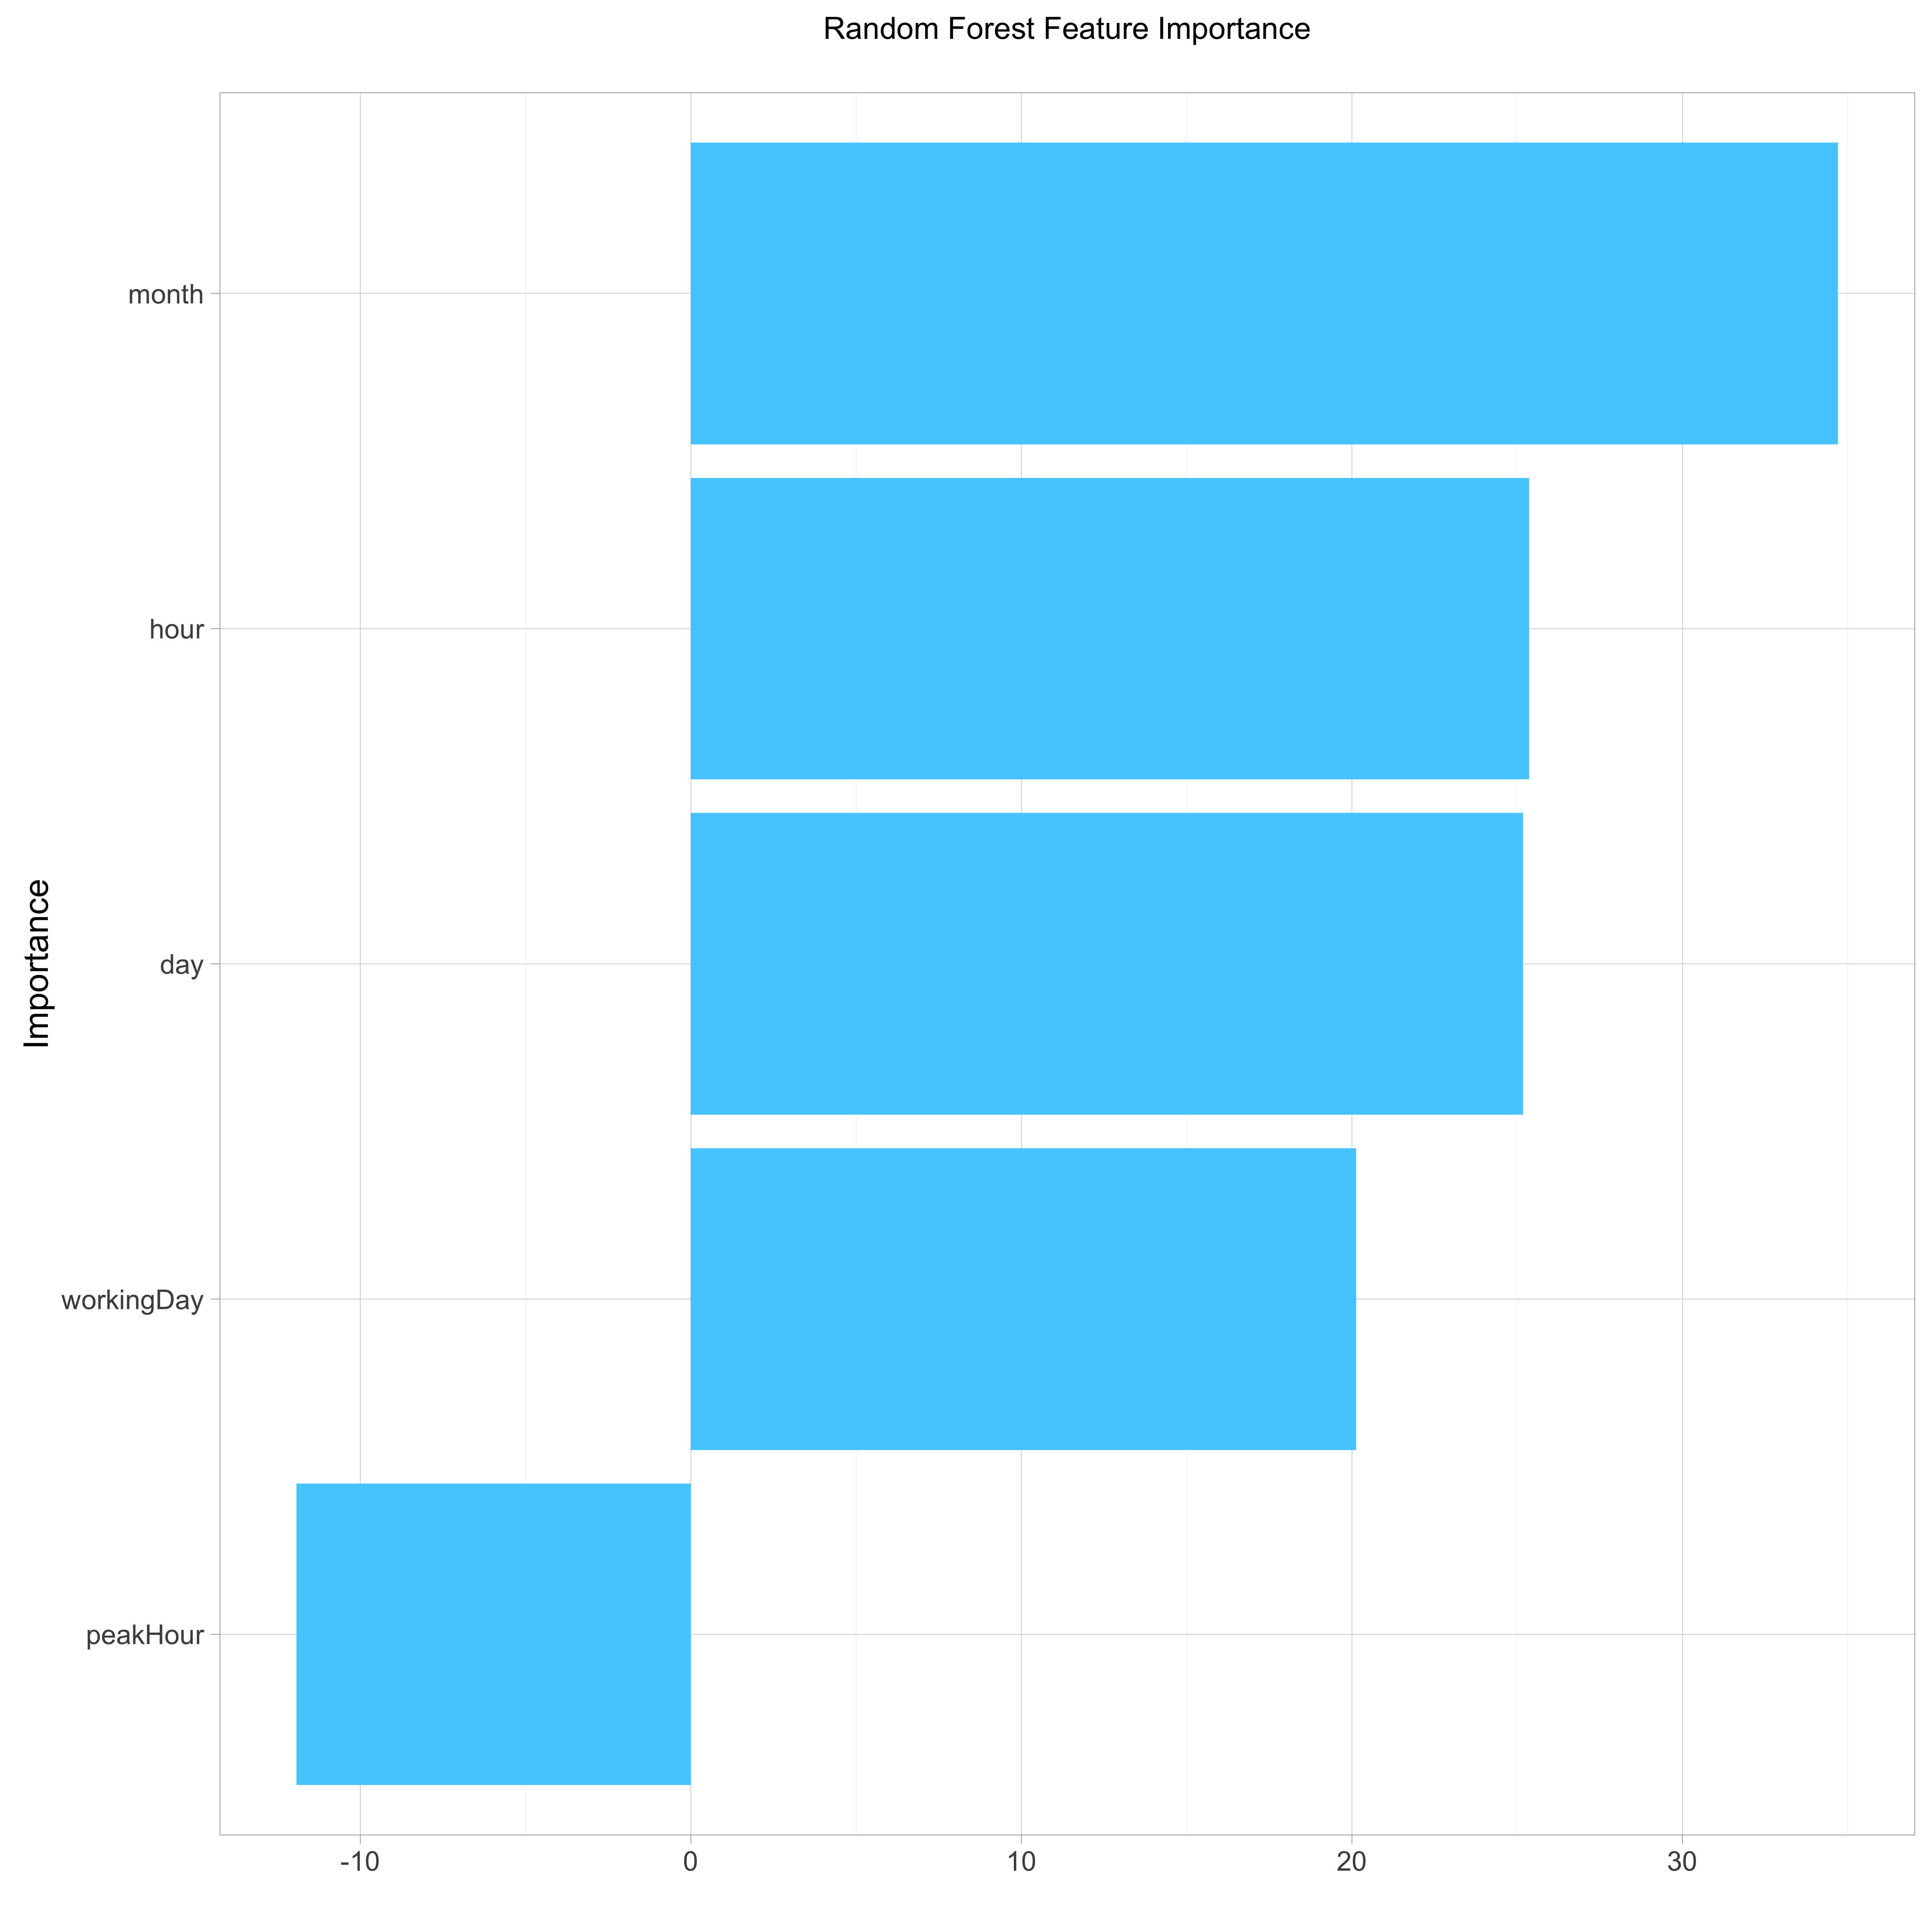 Random Forest Feature Importance
Importance
month
hour
day
workingDay
peakHour
-10 0 10 20 30